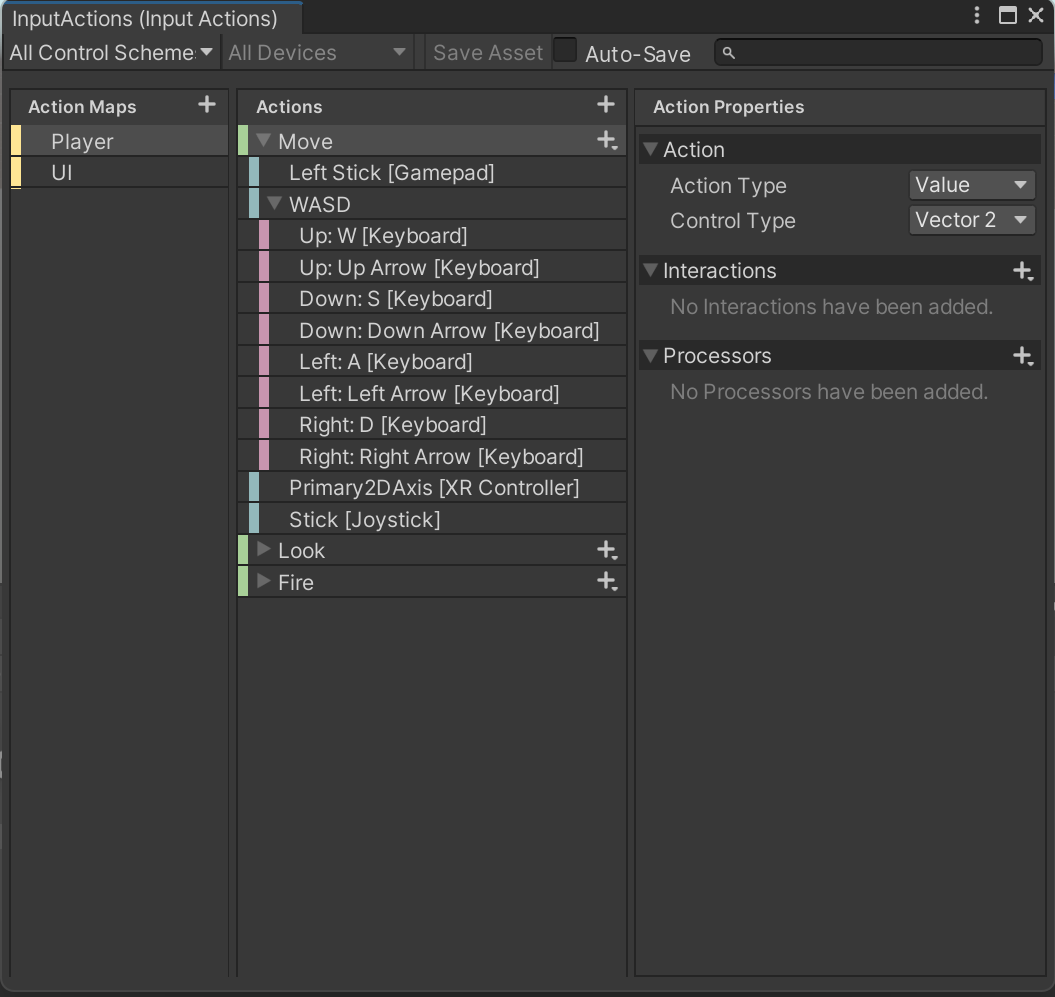 InputActions (Input Actions)
All Control Scheme All Devices Save Asset Auto-Save
Action Maps
Player
UI
Actions
Move
Left Stick [Gamepad]
WASD
Up: W [Keyboard]
Up: Up Arrow [Keyboard]
Down: S [Keyboard]
Down: Down Arrow [Keyboard]
Left: A [Keyboard]
Left: Left Arrow [Keyboard]
Right: D [Keyboard]
Right: Right Arrow [Keyboard]
Primary2DAxis [XR Controller]
Stick [Joystick]
Look
Fire
Action Properties
Action
Action Type Value
Control Type Vector 2
Interactions
No Interactions have been added.
Processors
No Processors have been added.